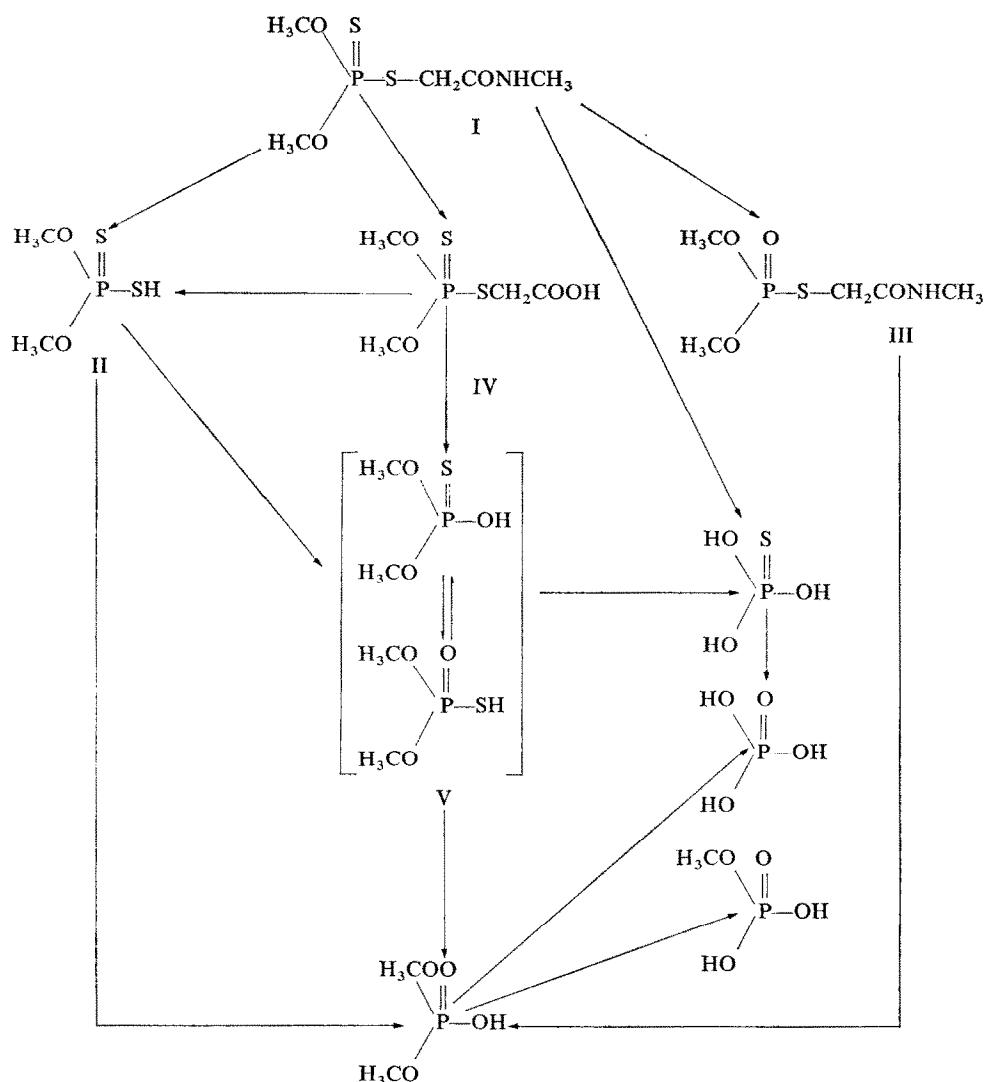 H₃CO S
P—S—CH₂CONHCH₃
H₃CO I
H₃CO S H₃CO S H₃CO O
P—SH P—SCH₂COOH P—S—CH₂CONHCH₃
H₃CO H₃CO H₃CO III
II
IV
H₃CO S
P—OH
H₃CO HO S
P—OH
H₃CO O HO
P—SH HO O
H₃CO P—OH
V HO
H₃CO O
P—OH
HO
H₃COO
P—OH
H₃CO